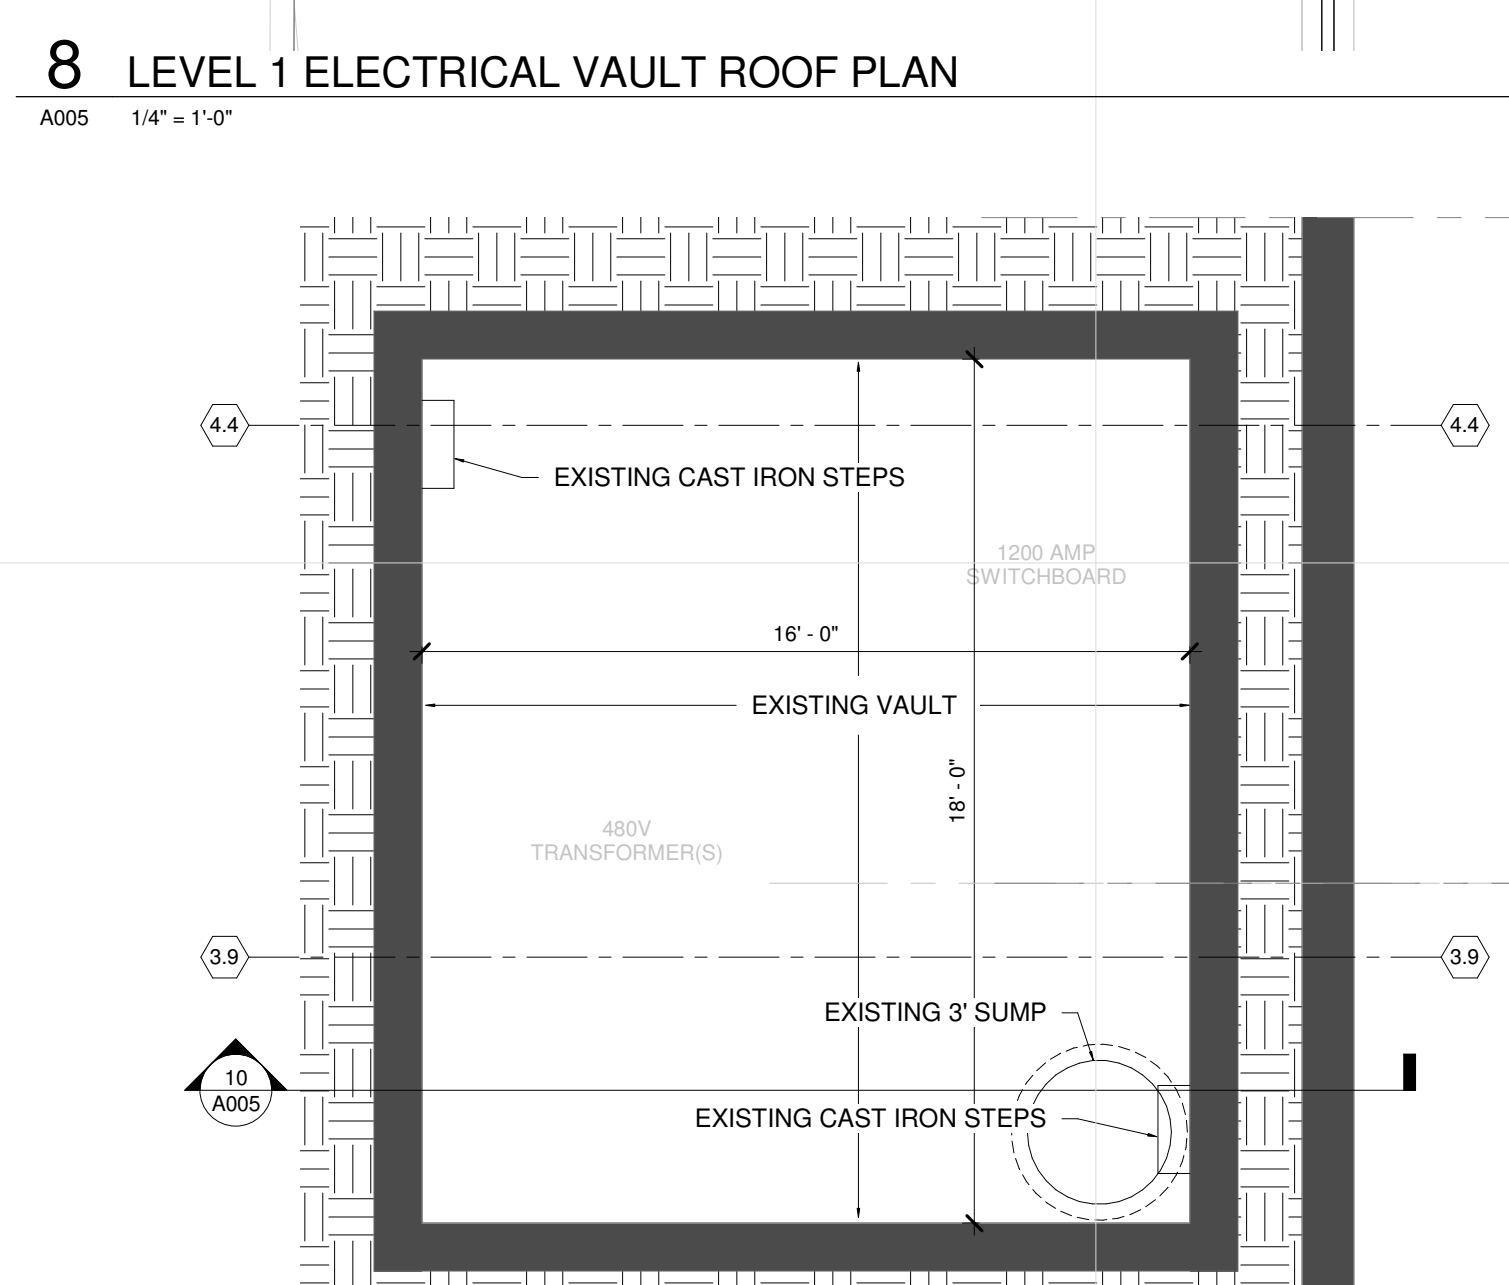 8 LEVEL 1 ELECTRICAL VAULT ROOF PLAN
A005 1/4" = 1'-0"
4.4
4.4
EXISTING CAST IRON STEPS
1200 AMP
SWITCHBOARD
16' - 0"
EXISTING VAULT
18' - 0"
480V
TRANSFORMER(S)
3.9
3.9
EXISTING 3' SUMP
10
A005
EXISTING CAST IRON STEPS